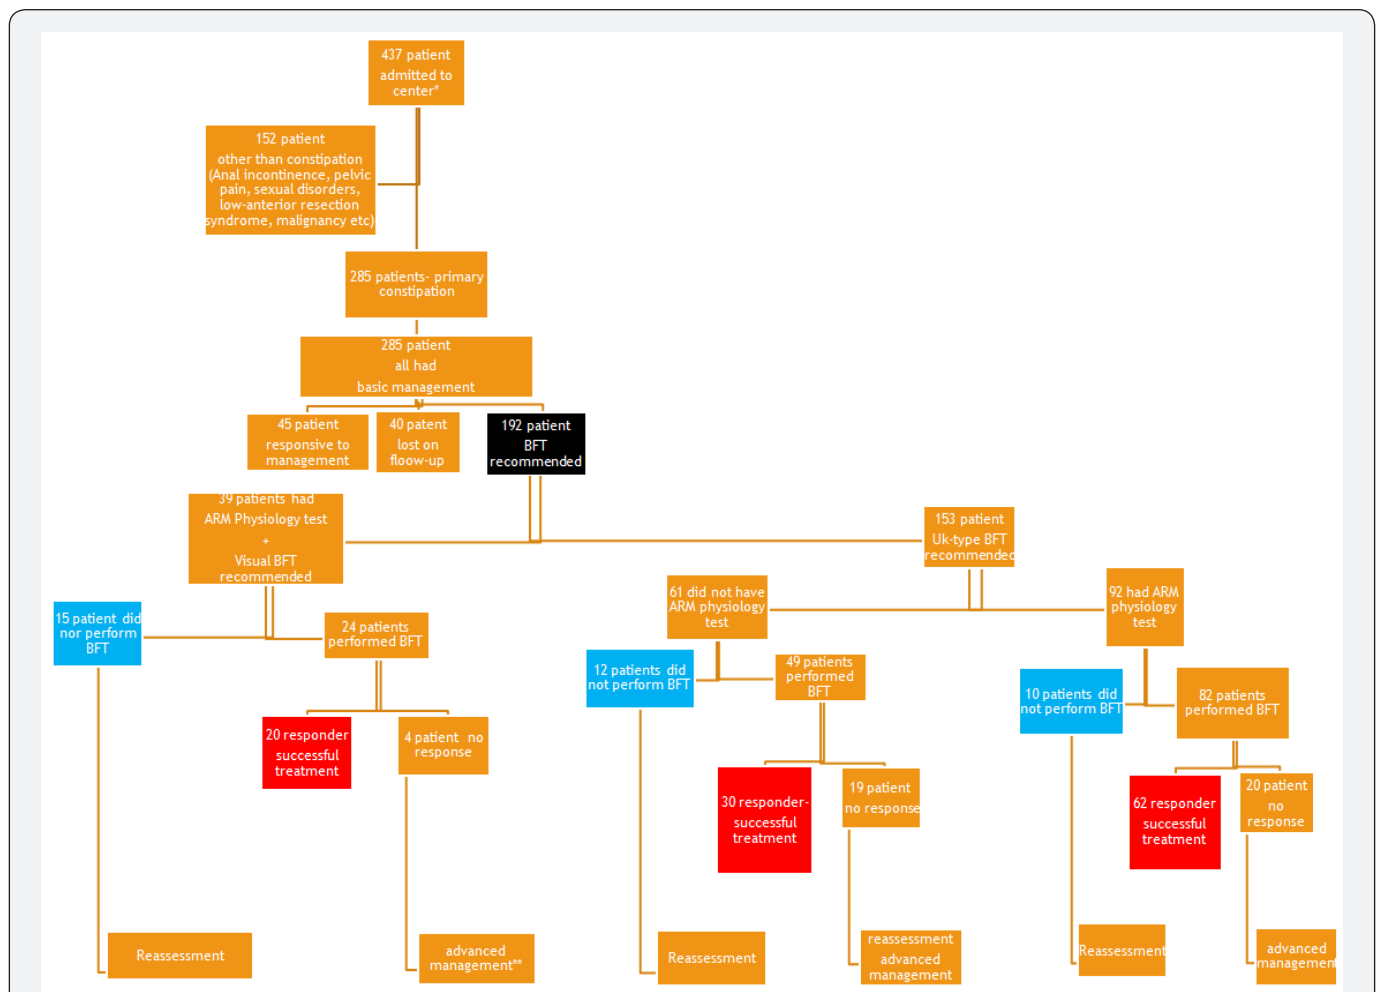 437 patient
admitted to
center*
152 patient
other than constipation
(Anal incontinence, pelvic
pain, sexual disorders,
low-anterior resection
syndrome, malignancy etc)
285 patients- primary
constipation
285 patient
all had
basic management
45 patient
responsive to
management
40 patent
lost on
floow-up
192 patient
BFT
recommended
39 patients had
ARM Physiology test
+
Visual BFT
recommended
153 patient
Uk-type BFT
recommended
61 did not have
ARM physiology
test
92 had ARM
physiology
test
15 patient did
nor perform
BFT
24 patients
performed BFT
12 patients did
not perform BFT
49 patients
performed
BFT
10 patients did
not perform BFT
82 patients
performed BFT
20 responder
successful
treatment
4 patient no
response
30 responder-
successful
treatment
19 patient
no response
62 responder
successful
treatment
20 patient
no
response
Reassessment
advanced
management**
Reassessment
reassessment
advanced
management
Reassessment
advanced
management